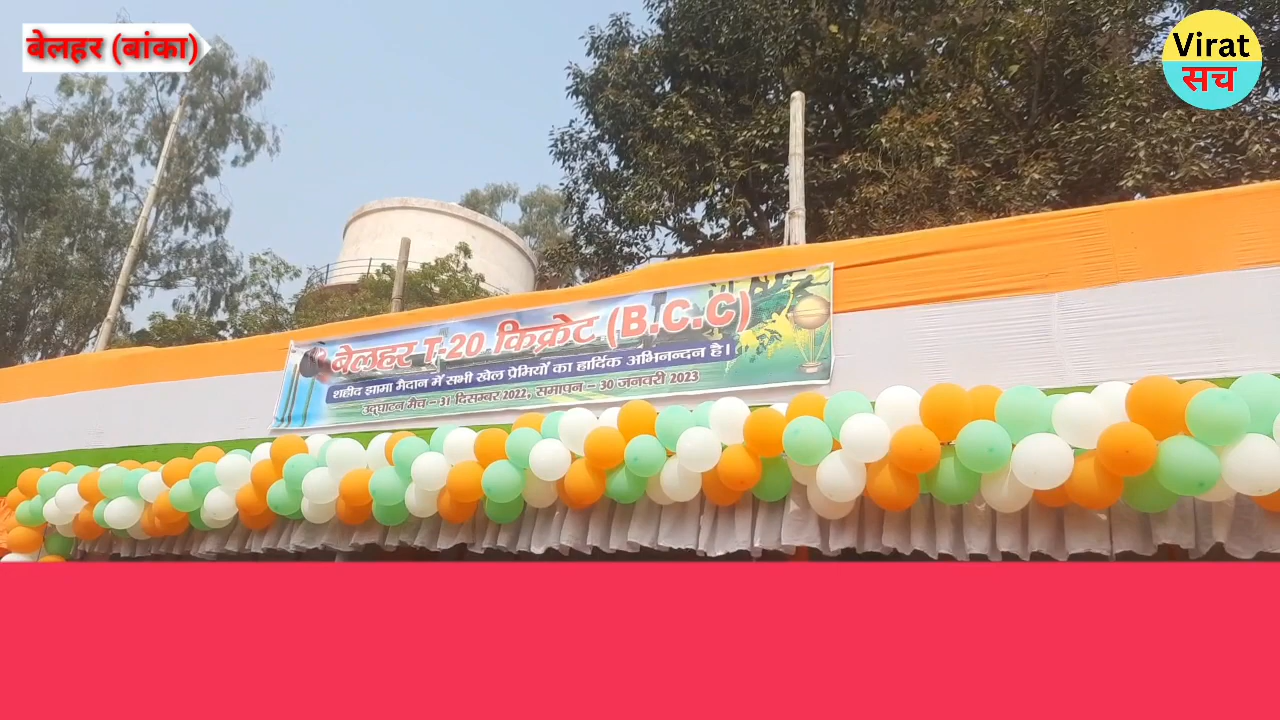 बेलहर (बांका)
Virat
सच
बेलहर T-20 किक्रेट (B.C.C)
शहीद झामा मैदान में सभी खेल प्रेमियों का हार्दिक अभिनन्दन है।
उद्घाटन मैच - 31 दिसम्बर 2022, समापन - 30 जनवरी 2023